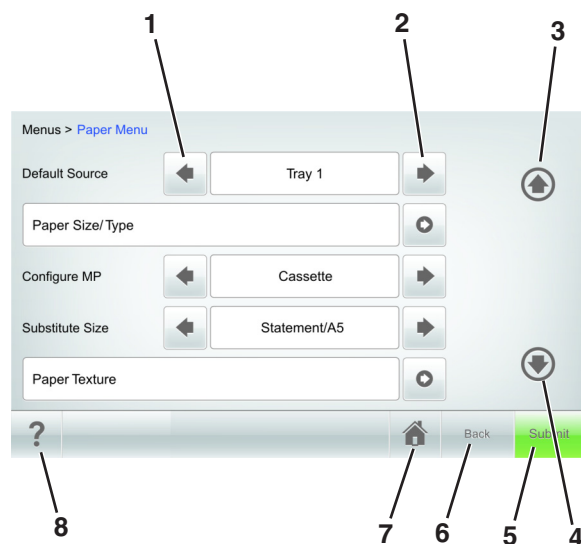 1 2 3
Menus > Paper Menu
Default Source Tray 1
Paper Size/ Type
Configure MP Cassette
Substitute Size Statement/A5
Paper Texture
? Back Submit
8 7 6 5 4